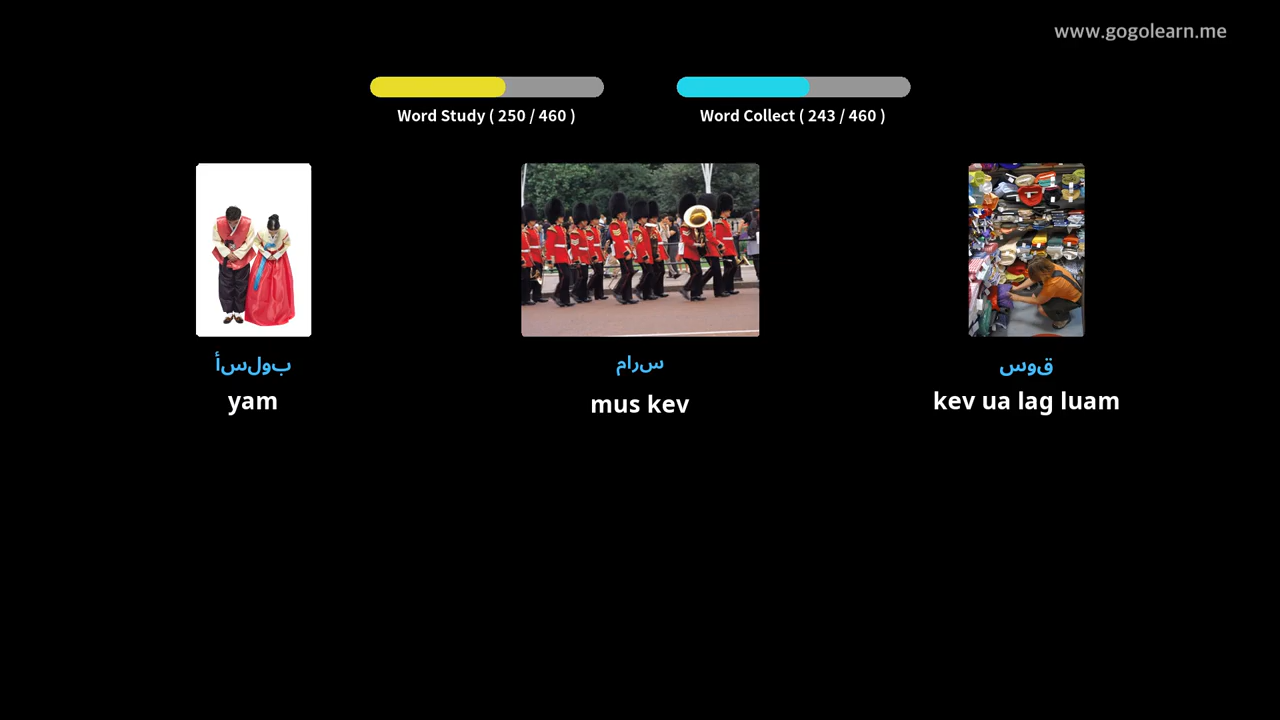 www.gogolearn.me
Word Study ( 250 / 460 )
Word Collect ( 243 / 460 )
بولسأ
سرام
قوس
yam
mus kev
kev ua lag luam